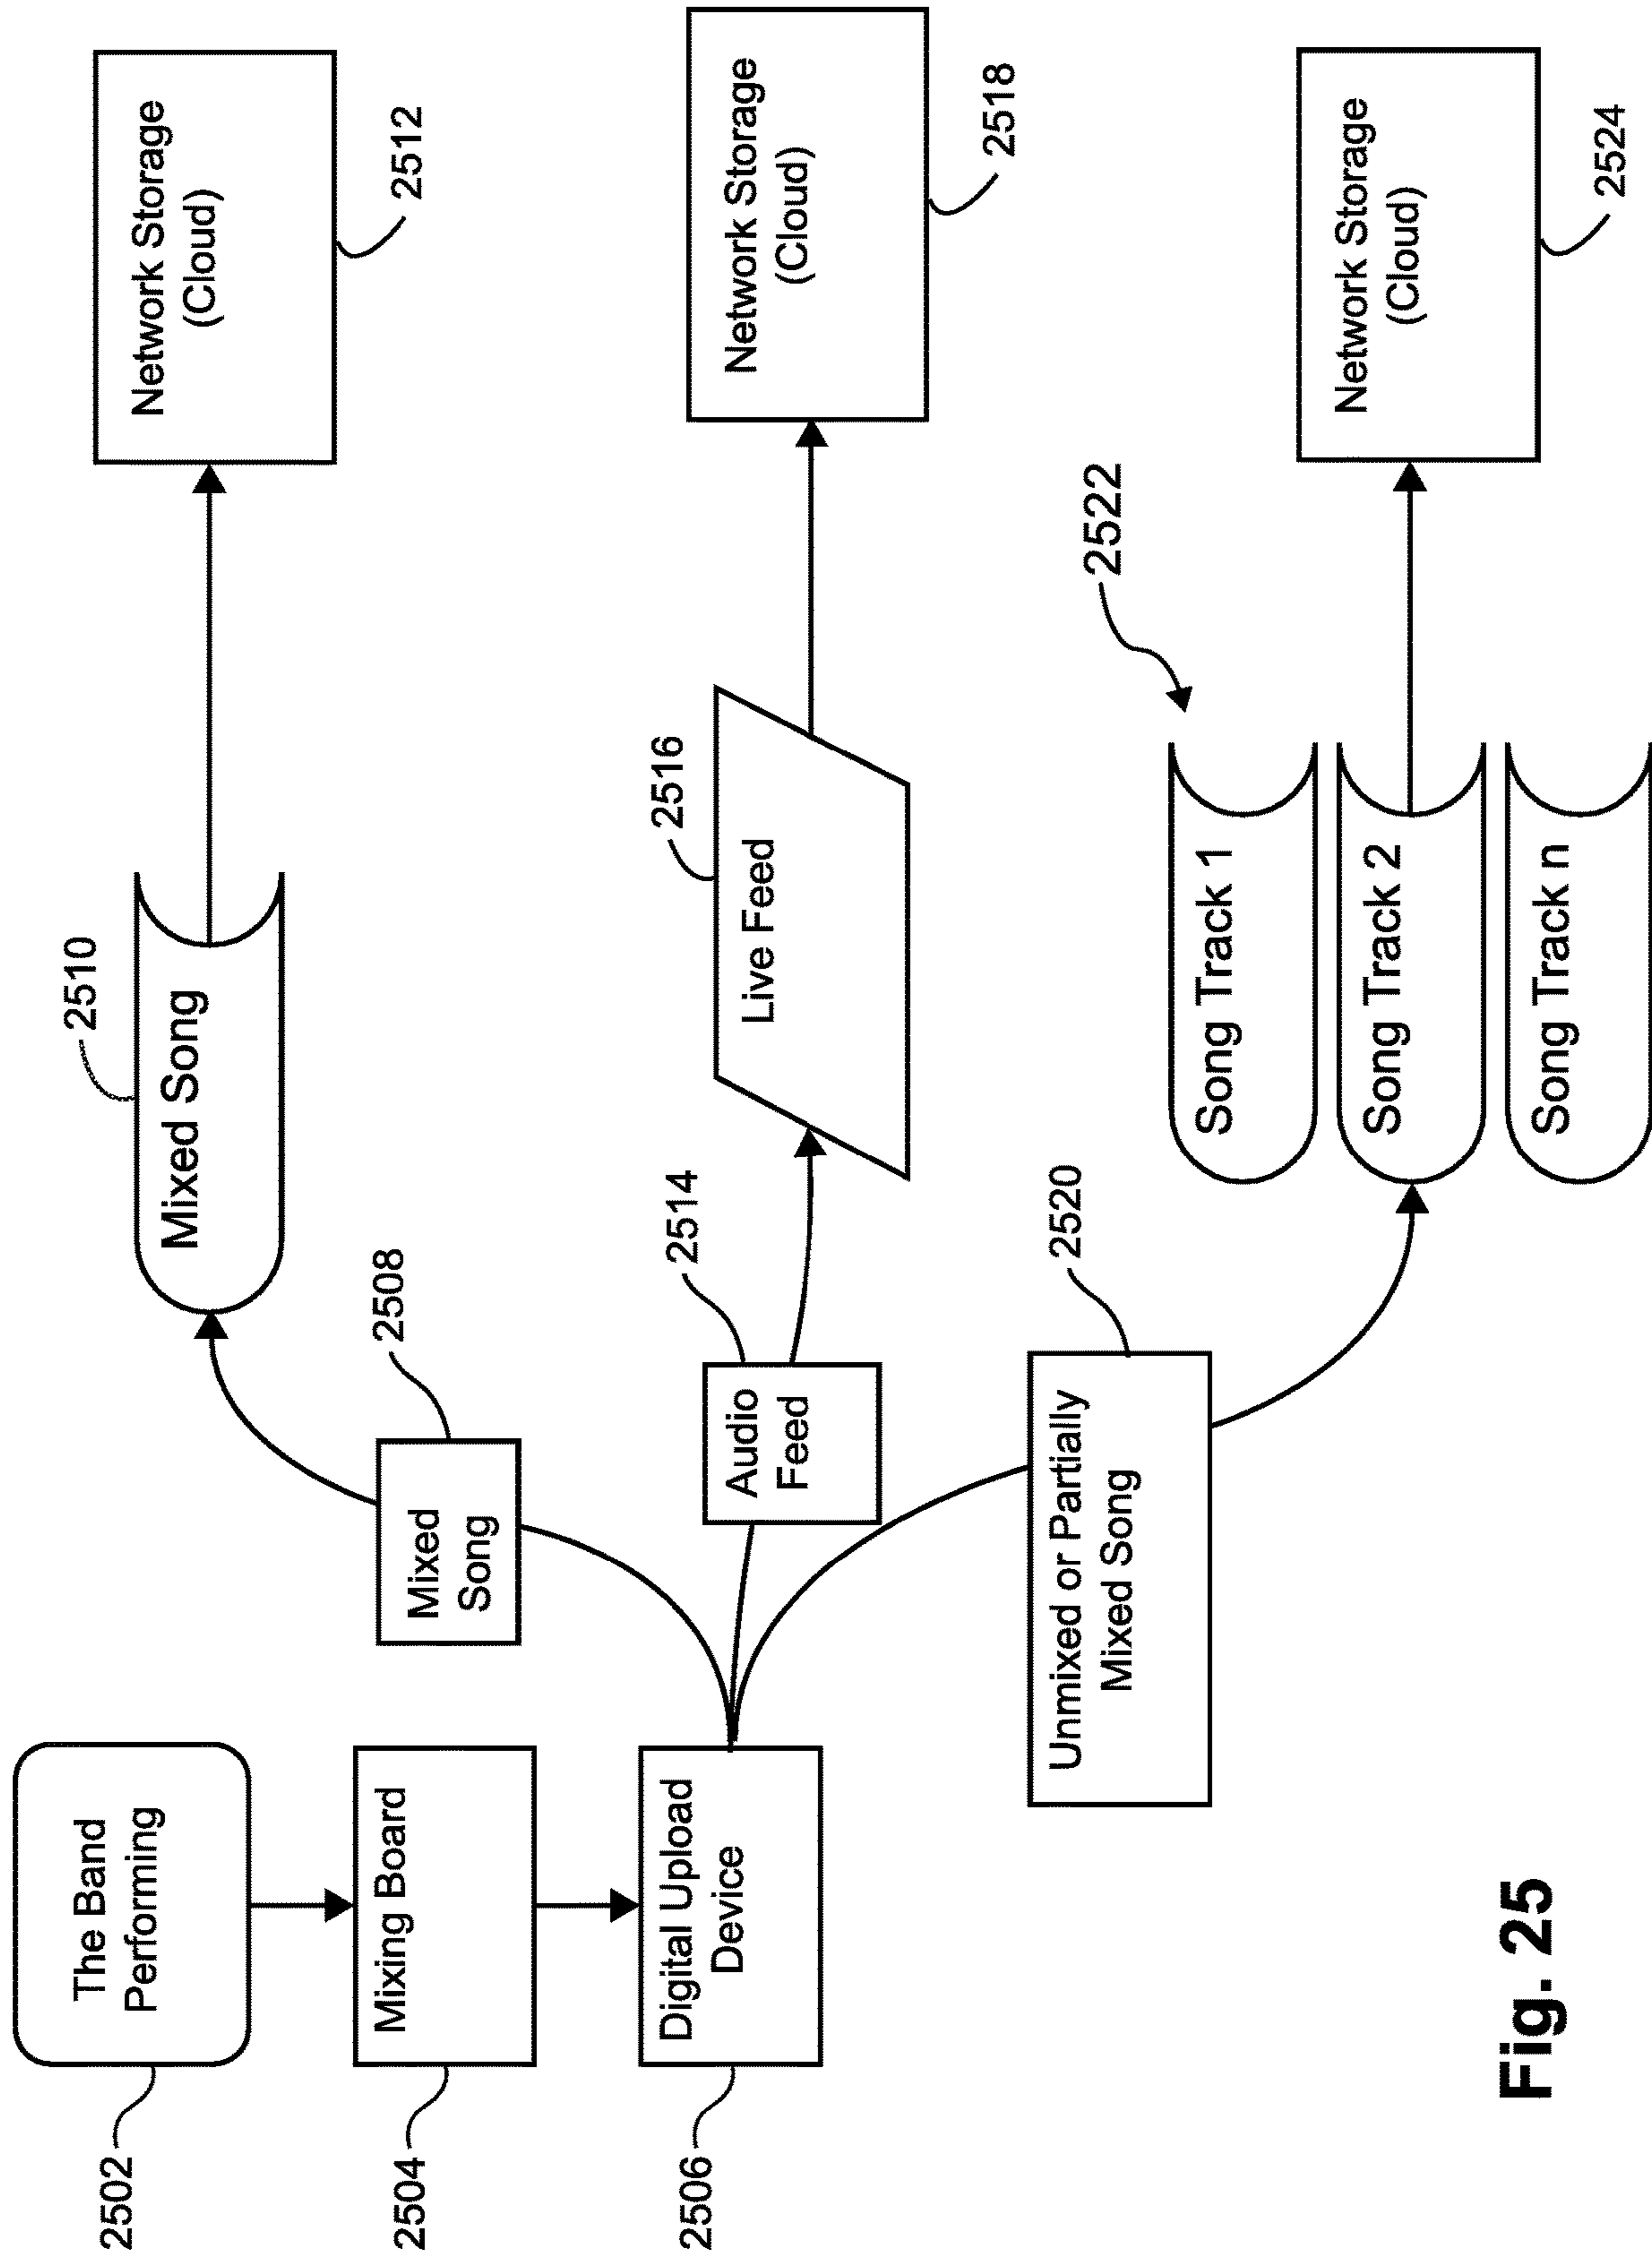 2502
The Band
Performing
2504
Mixing Board
2506
Digital Upload
Device
2508
Mixed
Song
2510
Mixed Song
2512
Network Storage
(Cloud)
2514
Audio
Feed
2516
Live Feed
2518
Network Storage
(Cloud)
2520
Unmixed or Partially
Mixed Song
2522
Song Track 1
Song Track 2
Song Track n
2524
Network Storage
(Cloud)
Fig. 25